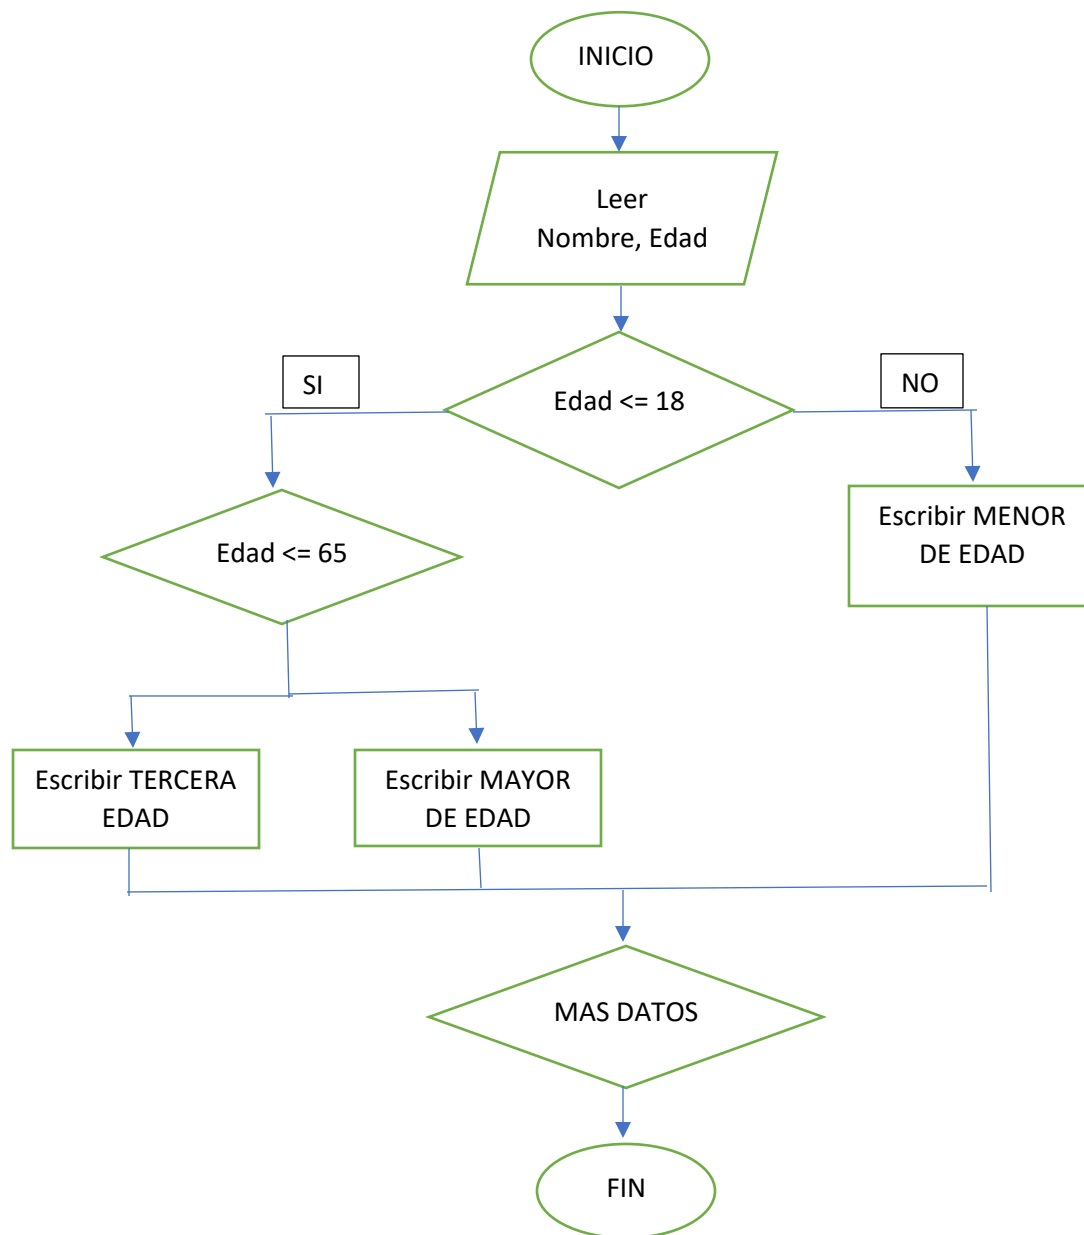 INICIO
Leer
Nombre, Edad
SI
Edad <= 18
NO
Edad <= 65
Escribir MENOR
DE EDAD
Escribir TERCERA
EDAD
Escribir MAYOR
DE EDAD
MAS DATOS
FIN